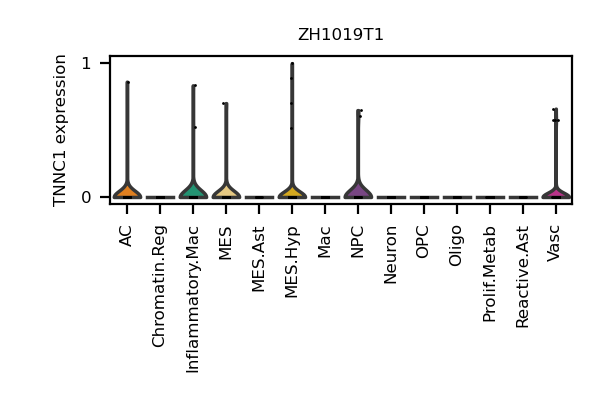 ZH1019T1
TNNC1 expression
1
0
AC
Chromatin.Reg
Inflammatory.Mac
MES
MES.Ast
MES.Hyp
Mac
NPC
Neuron
OPC
Oligo
Prolif.Metab
Reactive.Ast
Vasc